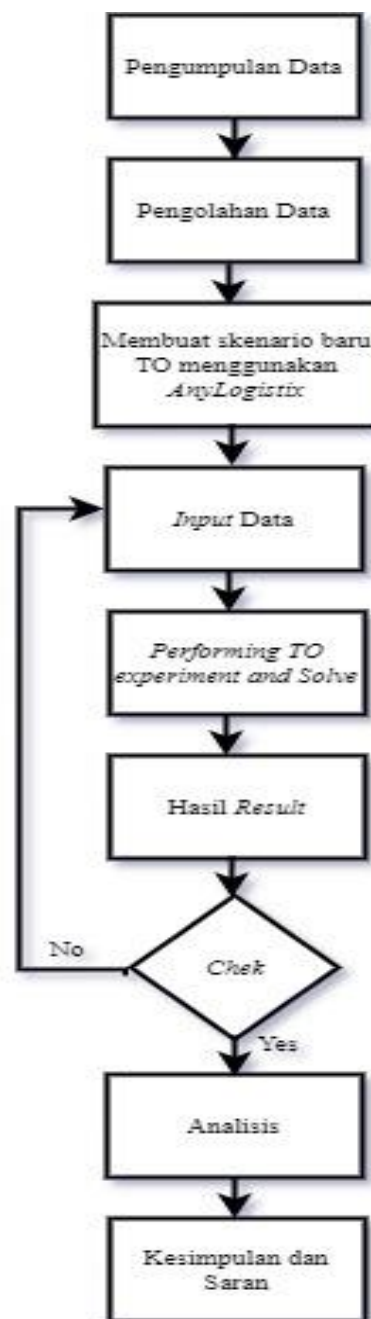 Pengumpulan Data
Pengolahan Data
Membuat skenario baru
TO menggunakan
AnyLogistix
Input Data
Performing TO
experiment and Solve
Hasil Result
Chek
No
Yes
Analisis
Kesimpulan dan
Saran